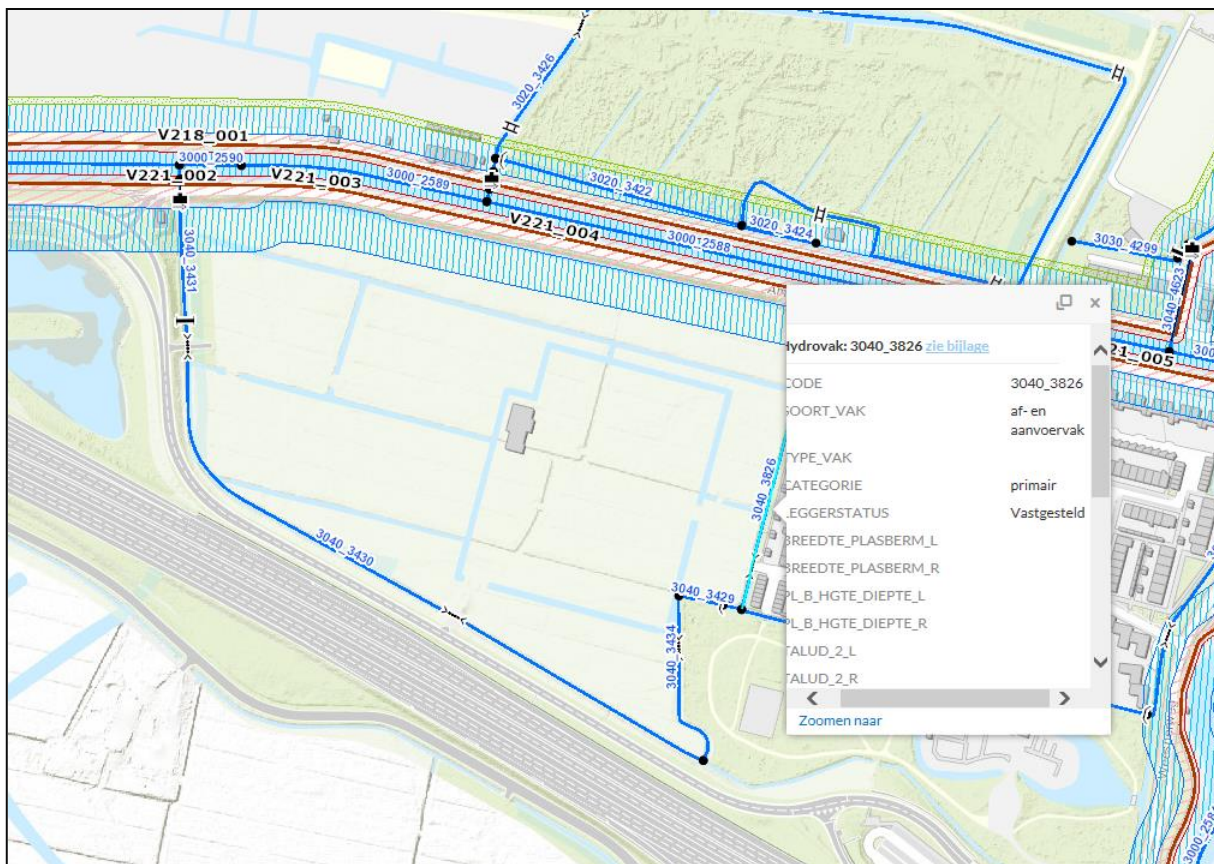 3020_3426
V218_001
3000_2590
V221_002
V221_003
3000_2589
3020_3422
V221_004
3020_3424
3000_2588
3030_4299
3040_4623
3040_3431
Hydrovak: 3040_3826 zie bijlage
CODE 3040_3826
SOORT_VAK af- en
aanvoervak
TYPE_VAK
CATEGORIE primair
LEGGERSTATUS Vastgesteld
BREEDTE_PLASBERM_L
BREEDTE_PLASBERM_R
PL_B_HGTE_DIEPTE_L
PL_B_HGTE_DIEPTE_R
TALUD_2_L
TALUD_2_R
Zoomen naar
3040_3826
3040_3430
3040_3429
3040_3434